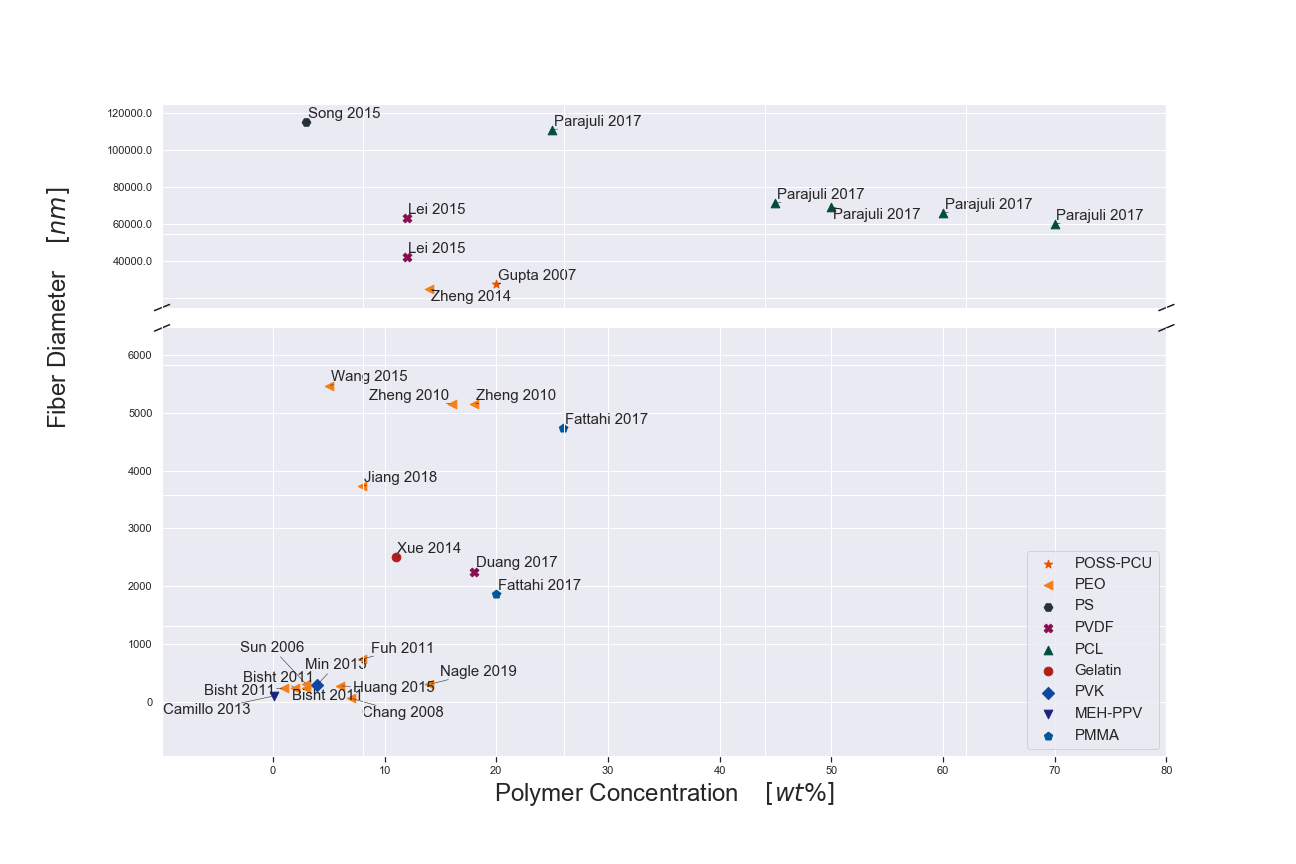 120000.0
100000.0
80000.0
60000.0
40000.0
Song 2015
Parajuli 2017
Parajuli 2017
Parajuli 2017
Parajuli 2017
Parajuli 2017
Lei 2015
Lei 2015
Gupta 2007
Zheng 2014
Fiber Diameter [nm]
6000
5000
4000
3000
2000
1000
0
Wang 2015
Zheng 2010
Zheng 2010
Fattahi 2017
Jiang 2018
Xue 2014
Duang 2017
Fattahi 2017
Sun 2006
Fuh 2011
Min 2013
Nagle 2019
Bisht 2011
Bisht 2011
Huang 2015
Bisht 2011
Camillo 2013
Chang 2008
POSS-PCU
PEO
PS
PVDF
PCL
Gelatin
PVK
MEH-PPV
PMMA
0 10 20 30 40 50 60 70 80
Polymer Concentration [wt%]